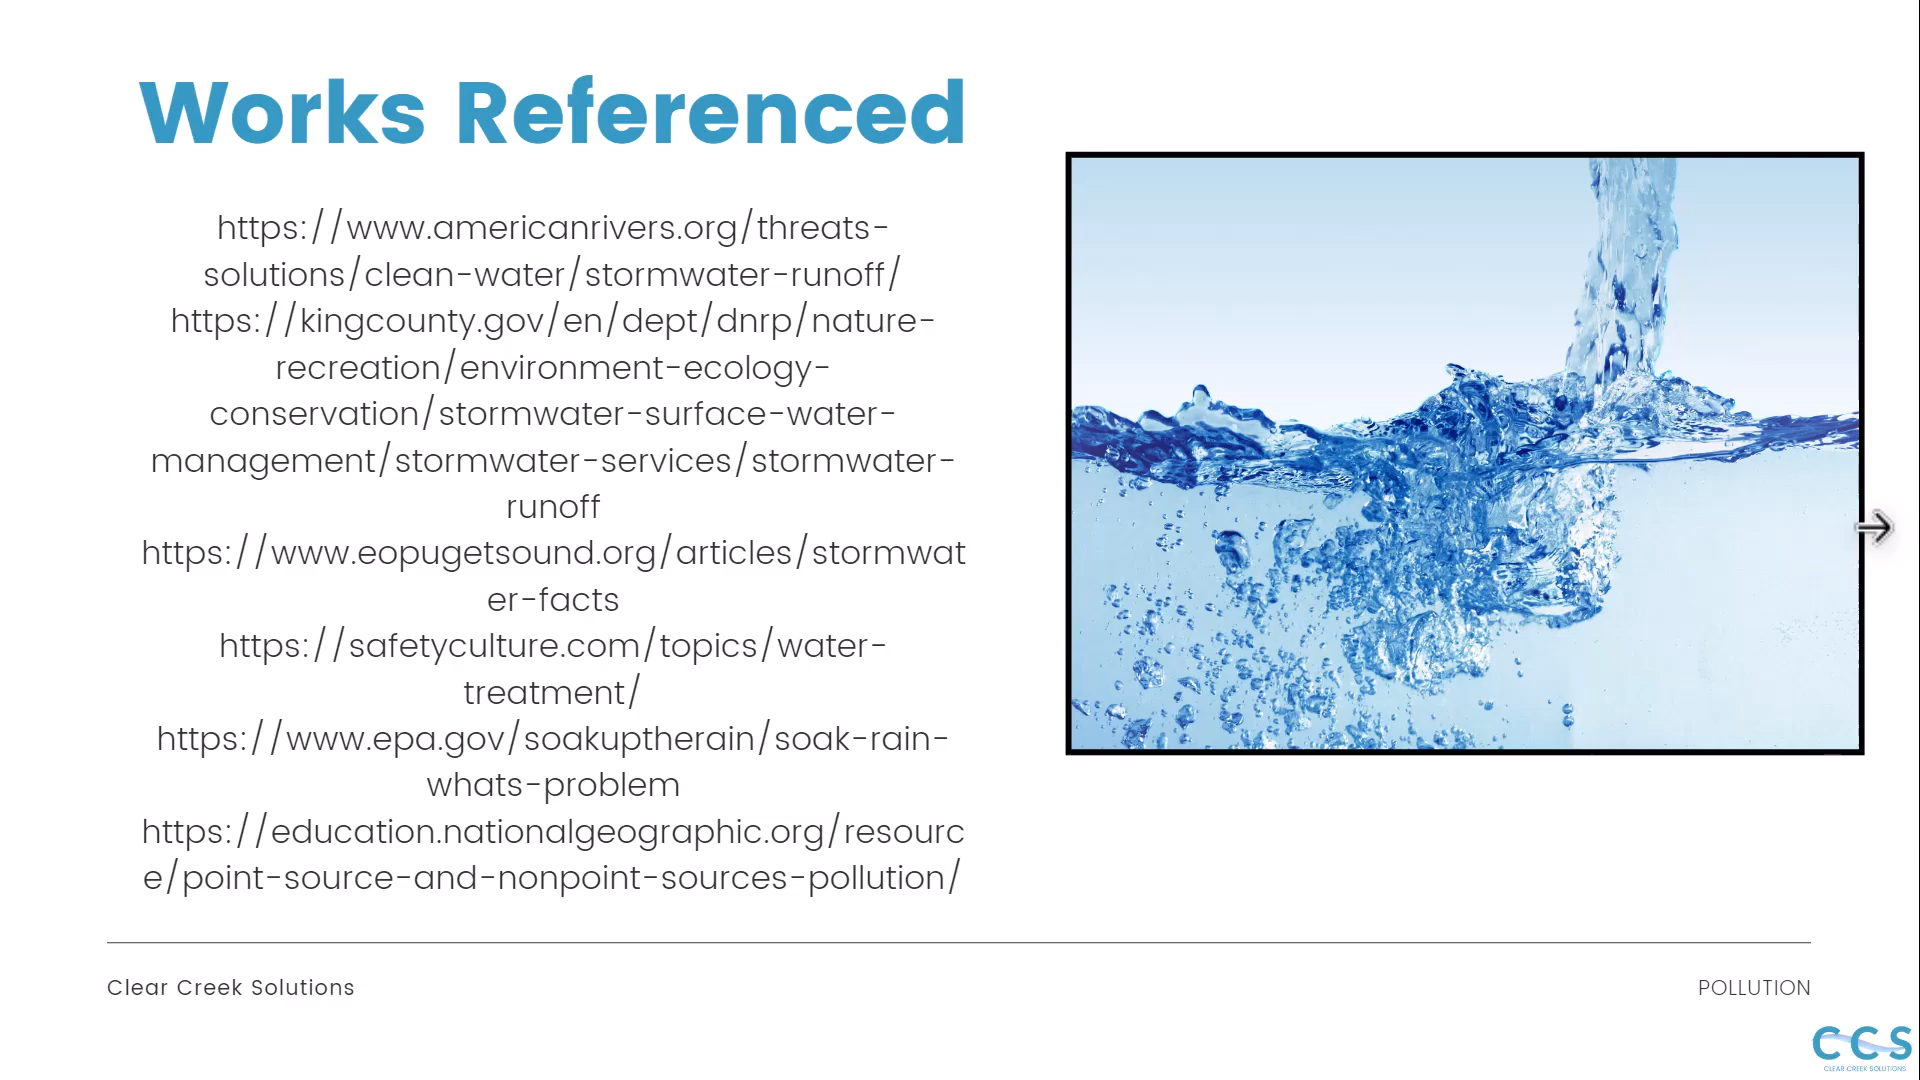 Works Referenced
https://www.americanrivers.org/threats-
solutions/clean-water/stormwater-runoff/
https://kingcounty.gov/en/dept/dnrp/nature-
recreation/environment-ecology-
conservation/stormwater-surface-water-
management/stormwater-services/stormwater-
runoff
https://www.eopugetsound.org/articles/stormwat
er-facts
https://safetyculture.com/topics/water-
treatment/
https://www.epa.gov/soakuptherain/soak-rain-
whats-problem
https://education.nationalgeographic.org/resourc
e/point-source-and-nonpoint-sources-pollution/
Clear Creek Solutions
POLLUTION
CCS
CLEAR CREEK SOLUTIONS